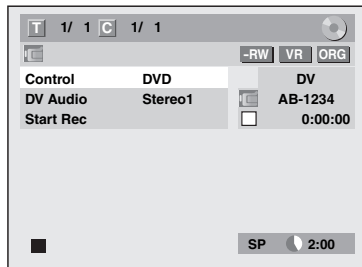 T 1/ 1 C 1/ 1
-RW VR ORG
Control DVD DV
DV Audio Stereo1 AB-1234
Start Rec 0:00:00
SP 2:00